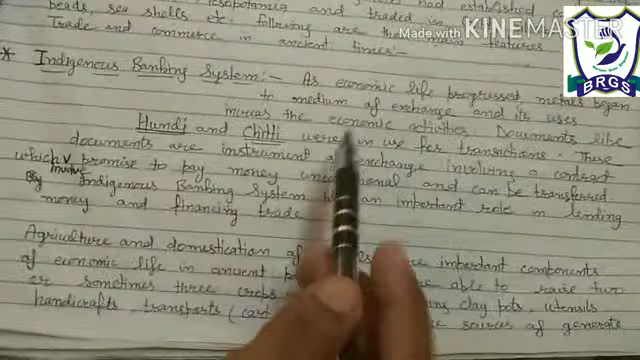 beads, sea shells etc. following are the main features
Trade and commerce in ancient times:-
Made with KINEMASTER
BRGS
* Indigenous Banking System:- As economic life progressed metals began
to medium of exchange and its uses
increas the economic activities Documents like
Hundi and Chitti were in use for transictions. These
documents are instrument of exchange involving a contract
which promise to pay money and can be transferred.
involve
By Indigenous Banking System an important role in lending
money and financing trade
Agriculture and domestication of important components
of economic life in ancient able to raise two
or sometimes three crops clay pots, utensils
handicrafts, transports ( sources of generate